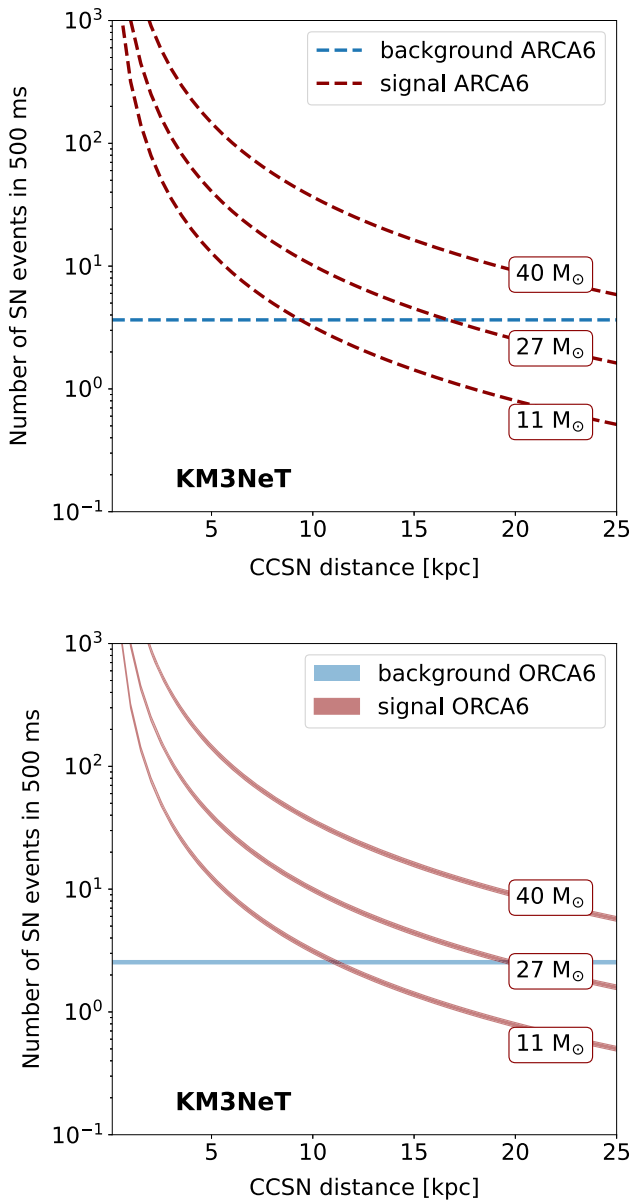 Number of SN events in 500 ms
10³
10²
10¹
10⁰
10⁻¹
background ARCA6
signal ARCA6
40 M☉
27 M☉
11 M☉
KM3NeT
5 10 15 20 25
CCSN distance [kpc]
Number of SN events in 500 ms
10³
10²
10¹
10⁰
10⁻¹
background ORCA6
signal ORCA6
40 M☉
27 M☉
11 M☉
KM3NeT
5 10 15 20 25
CCSN distance [kpc]